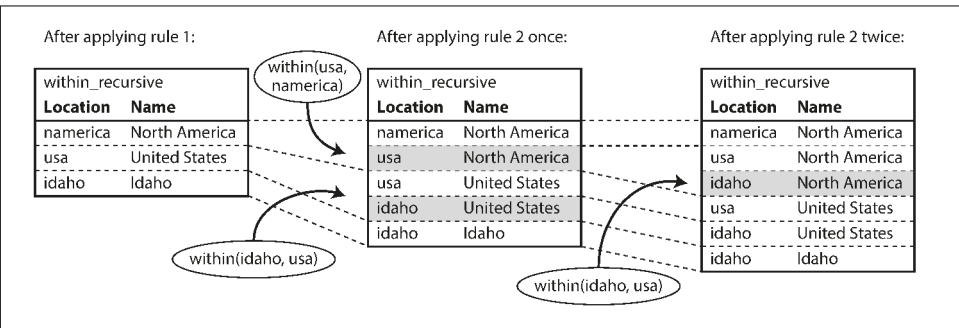 After applying rule 1:
within_recursive
Location Name
namerica North America
usa United States
idaho Idaho
within(usa,
namerica)
within(idaho, usa)
After applying rule 2 once:
within_recursive
Location Name
namerica North America
usa North America
usa United States
idaho United States
idaho Idaho
within(idaho, usa)
After applying rule 2 twice:
within_recursive
Location Name
namerica North America
usa North America
idaho North America
usa United States
idaho United States
idaho Idaho